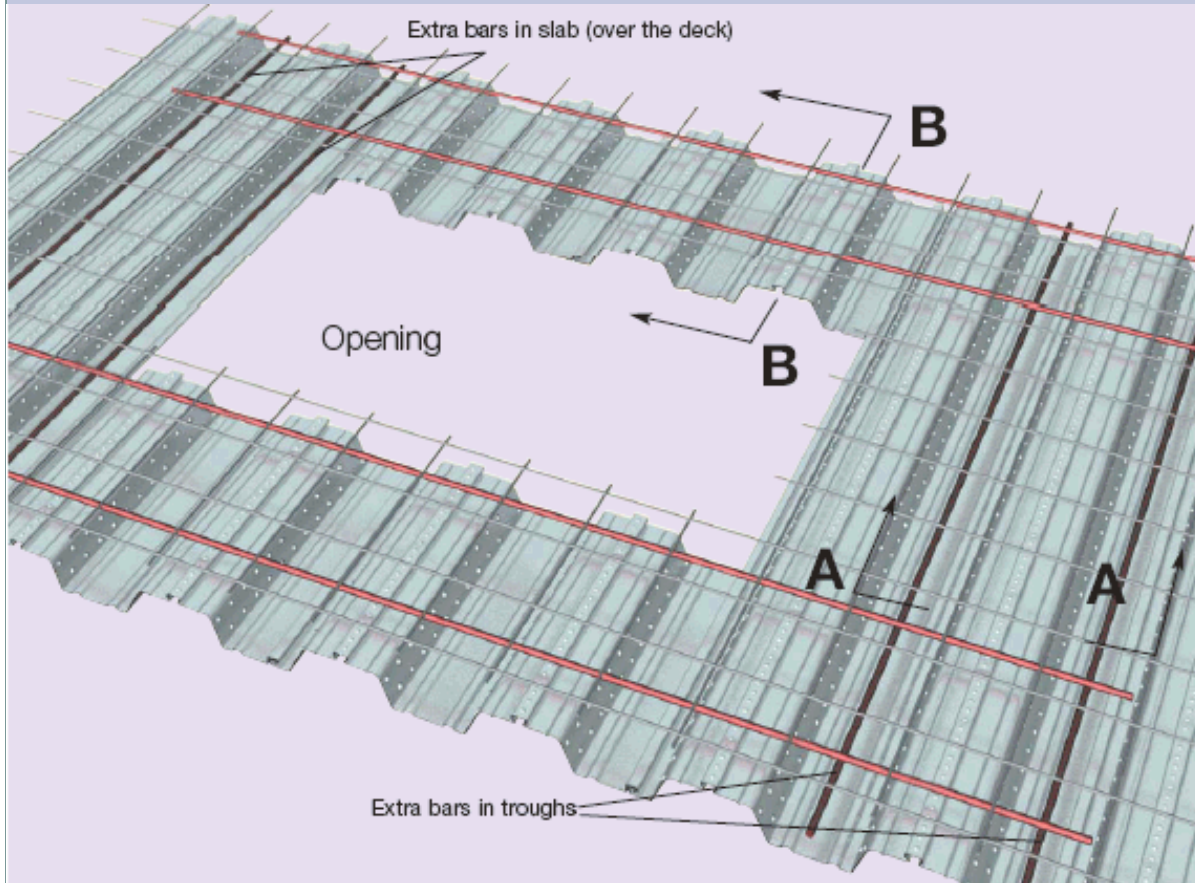 Extra bars in slab (over the deck)
B
Opening
B
A
A
Extra bars in troughs